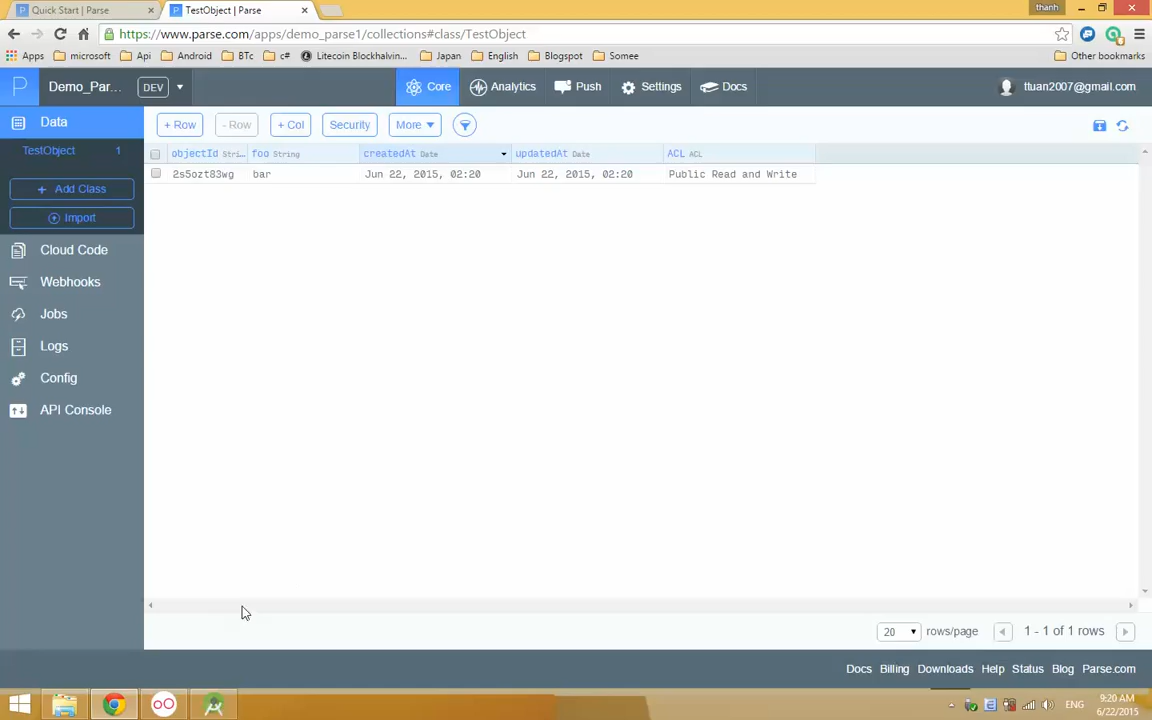 Quick Start | Parse
TestObject | Parse
thanh
https://www.parse.com/apps/demo_parse1/collections#class/TestObject
Apps microsoft Api Android BTc c# Litecoin Blockhalvin... Japan English Blogspot Somee Other bookmarks
Demo_Par... DEV Core Analytics Push Settings Docs ttuan2007@gmail.com
Data
TestObject 1
+ Add Class
Import
Cloud Code
Webhooks
Jobs
Logs
Config
API Console
+ Row - Row + Col Security More
objectId Stri... foo String createdAt Date updatedAt Date ACL ACL
2s5ozt83wg bar Jun 22, 2015, 02:20 Jun 22, 2015, 02:20 Public Read and Write
20 rows/page 1 - 1 of 1 rows
Docs Billing Downloads Help Status Blog Parse.com
ENG 9:20 AM
6/22/2015